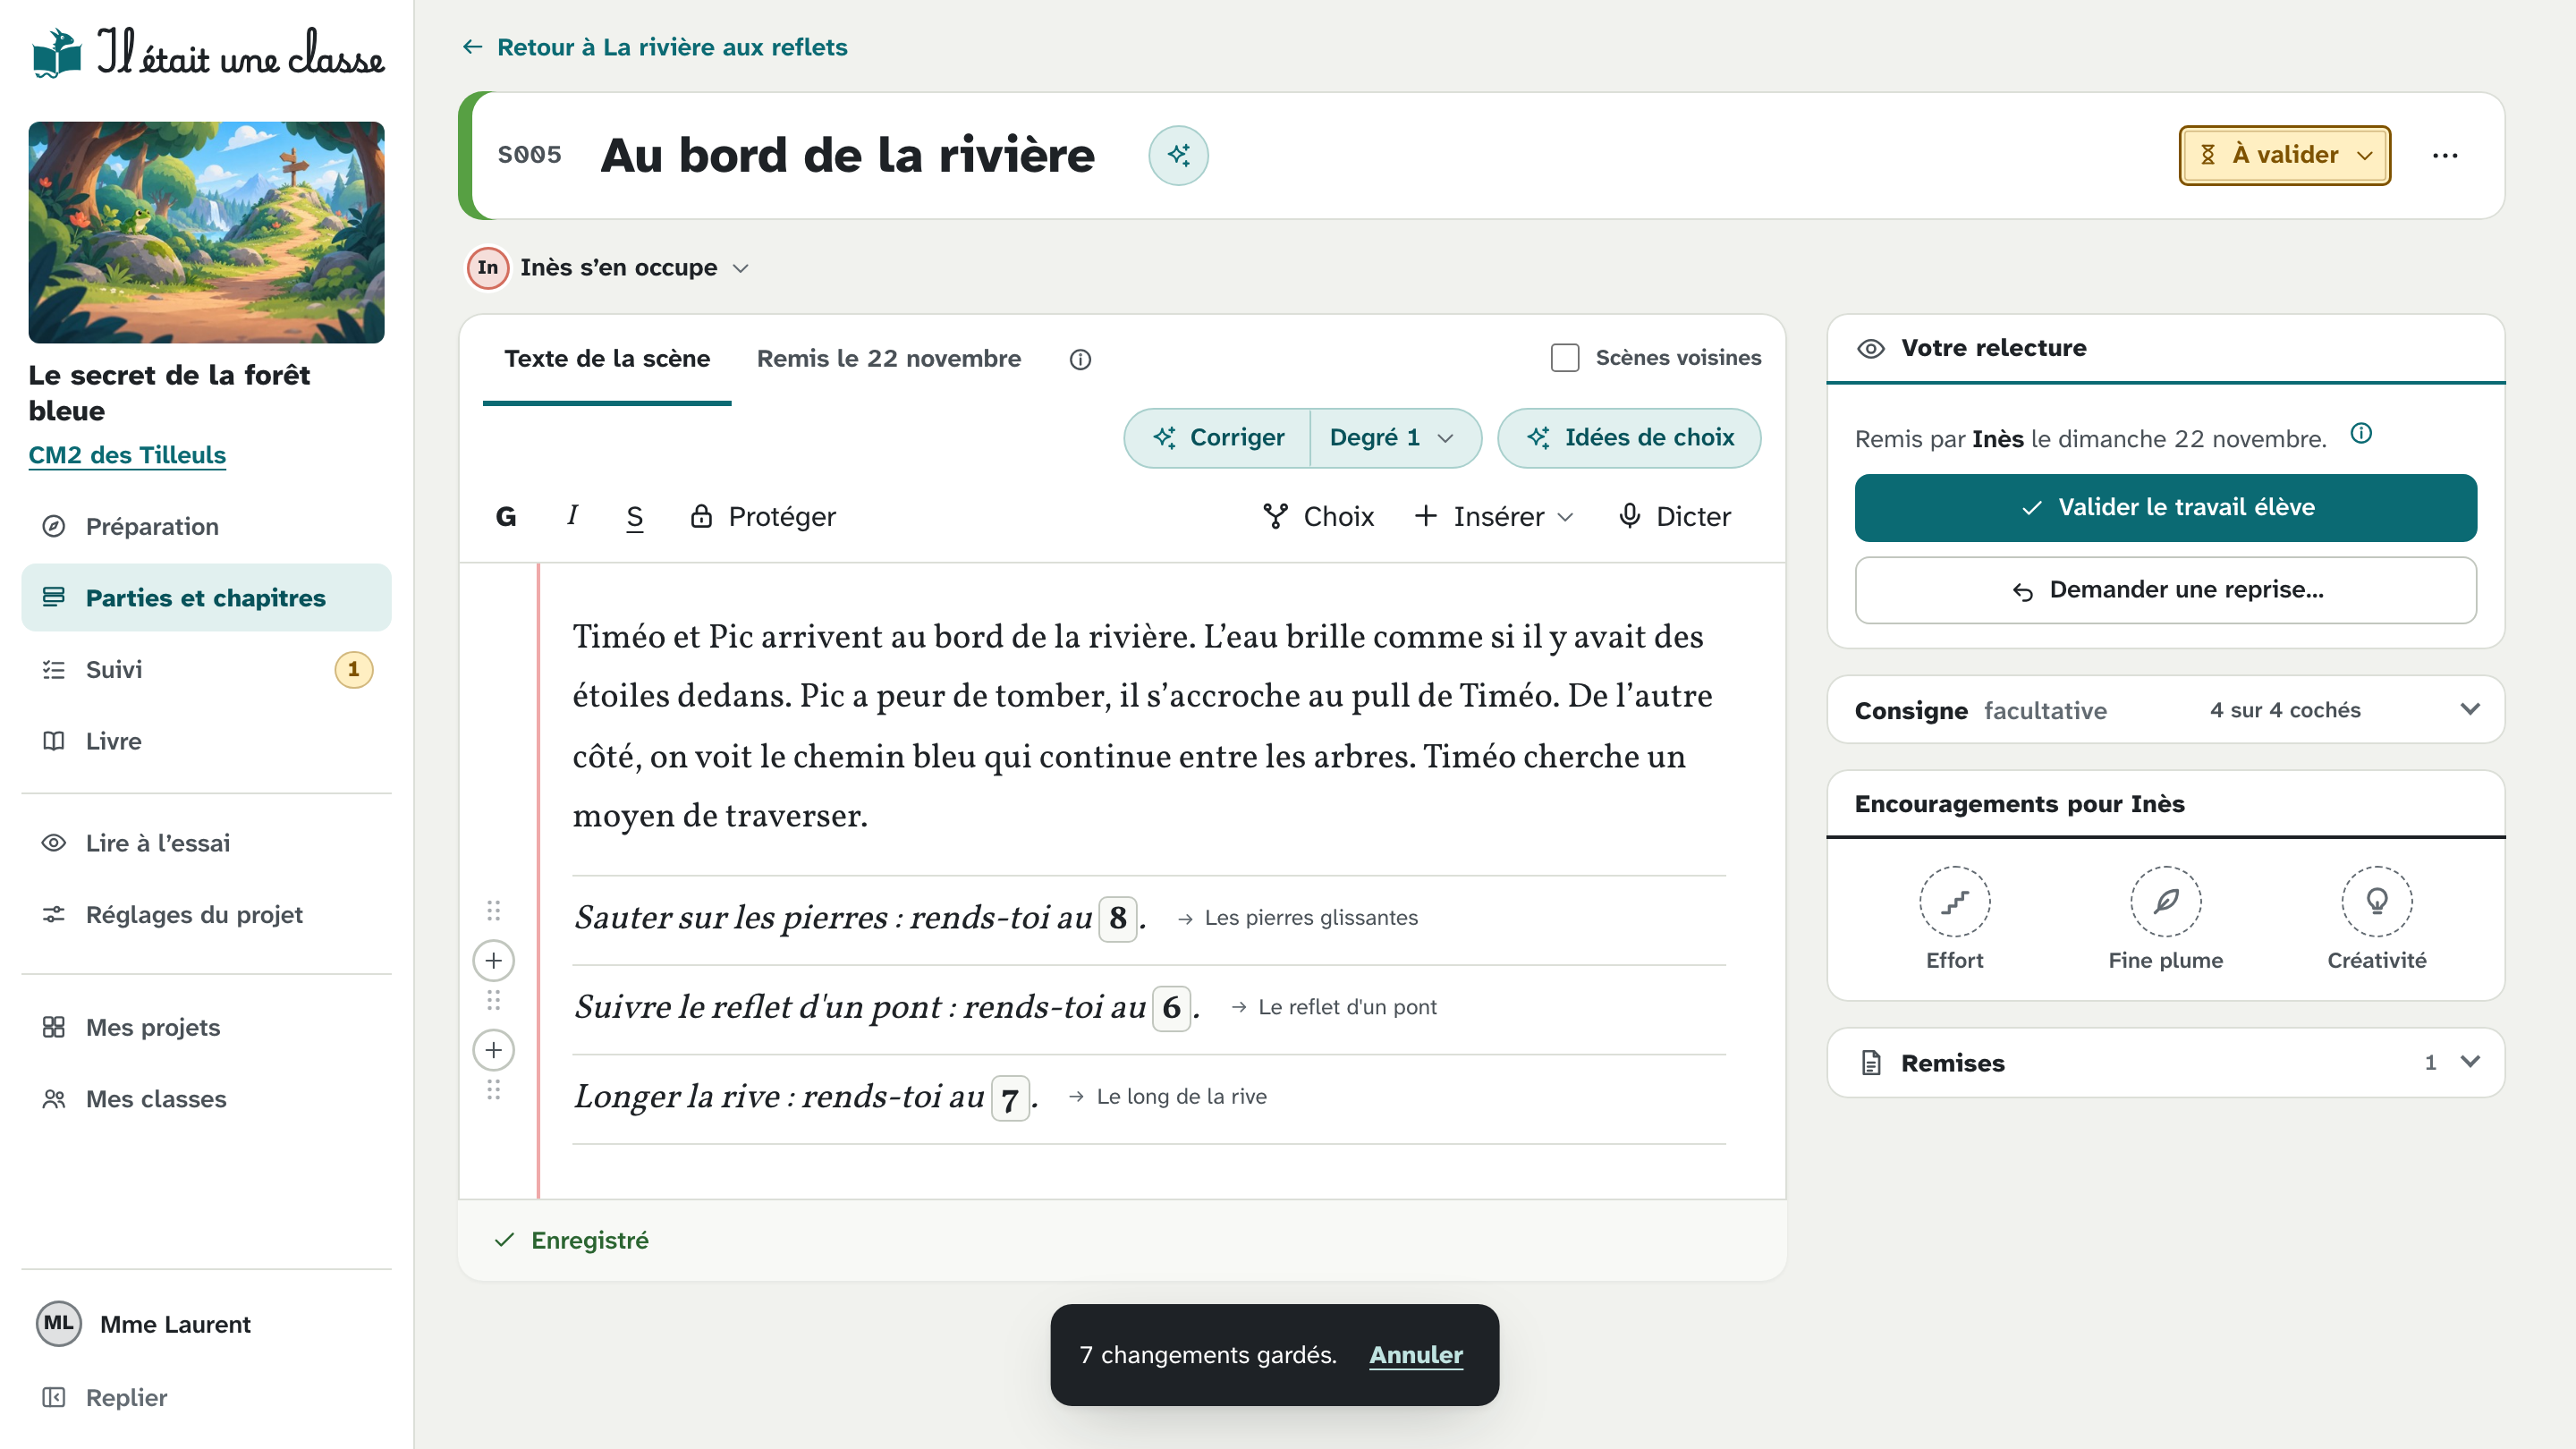 Il était une classe
Le secret de la forêt
bleue
CM2 des Tilleuls
Préparation
Parties et chapitres
Suivi 1
Livre
Lire à l’essai
Réglages du projet
Mes projets
Mes classes
ML Mme Laurent
Replier
← Retour à La rivière aux reflets
S005 Au bord de la rivière
À valider
In Inès s’en occupe
Texte de la scène Remis le 22 novembre
Scènes voisines
Corriger Degré 1 Idées de choix
G I S Protéger Choix + Insérer Dicter
Timéo et Pic arrivent au bord de la rivière. L’eau brille comme si il y avait des
étoiles dedans. Pic a peur de tomber, il s’accroche au pull de Timéo. De l’autre
côté, on voit le chemin bleu qui continue entre les arbres. Timéo cherche un
moyen de traverser.
Sauter sur les pierres : rends-toi au 8. → Les pierres glissantes
Suivre le reflet d'un pont : rends-toi au 6. → Le reflet d'un pont
Longer la rive : rends-toi au 7. → Le long de la rive
Enregistré
7 changements gardés. Annuler
Votre relecture
Remis par Inès le dimanche 22 novembre.
Valider le travail élève
Demander une reprise…
Consigne facultative 4 sur 4 cochés
Encouragements pour Inès
Effort Fine plume Créativité
Remises 1